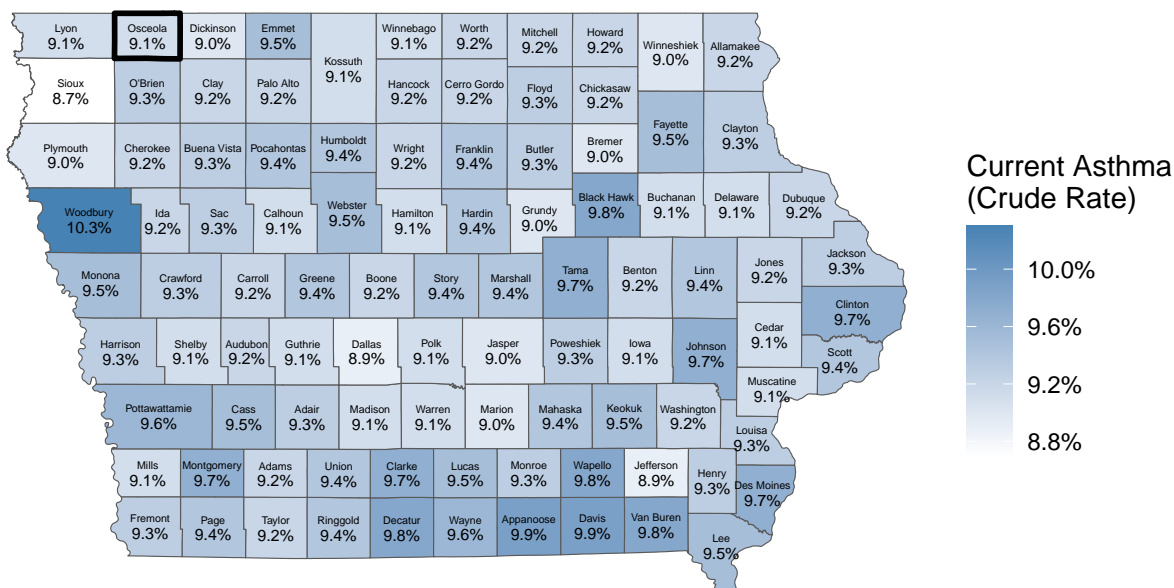 Lyon
9.1%
Osceola
9.1%
Dickinson
9.0%
Emmet
9.5%
Kossuth
9.1%
Winnebago
9.1%
Worth
9.2%
Mitchell
9.2%
Howard
9.2%
Winneshiek
9.0%
Allamakee
9.2%
Sioux
8.7%
O'Brien
9.3%
Clay
9.2%
Palo Alto
9.2%
Hancock
9.2%
Cerro Gordo
9.2%
Floyd
9.3%
Chickasaw
9.2%
Fayette
9.5%
Clayton
9.3%
Plymouth
9.0%
Cherokee
9.2%
Buena Vista
9.3%
Pocahontas
9.4%
Humboldt
9.4%
Wright
9.2%
Franklin
9.4%
Butler
9.3%
Bremer
9.0%
Woodbury
10.3%
Ida
9.2%
Sac
9.3%
Calhoun
9.1%
Webster
9.5%
Hamilton
9.1%
Hardin
9.4%
Grundy
9.0%
Black Hawk
9.8%
Buchanan
9.1%
Delaware
9.1%
Dubuque
9.2%
Monona
9.5%
Crawford
9.3%
Carroll
9.2%
Greene
9.4%
Boone
9.2%
Story
9.4%
Marshall
9.4%
Tama
9.7%
Benton
9.2%
Linn
9.4%
Jones
9.2%
Jackson
9.3%
Clinton
9.7%
Harrison
9.3%
Shelby
9.1%
Audubon
9.2%
Guthrie
9.1%
Dallas
8.9%
Polk
9.1%
Jasper
9.0%
Poweshiek
9.3%
Iowa
9.1%
Johnson
9.7%
Cedar
9.1%
Scott
9.4%
Muscatine
9.1%
Pottawattamie
9.6%
Cass
9.5%
Adair
9.3%
Madison
9.1%
Warren
9.1%
Marion
9.0%
Mahaska
9.4%
Keokuk
9.5%
Washington
9.2%
Louisa
9.3%
Mills
9.1%
Montgomery
9.7%
Adams
9.2%
Union
9.4%
Clarke
9.7%
Lucas
9.5%
Monroe
9.3%
Wapello
9.8%
Jefferson
8.9%
Henry
9.3%
Des Moines
9.7%
Fremont
9.3%
Page
9.4%
Taylor
9.2%
Ringgold
9.4%
Decatur
9.8%
Wayne
9.6%
Appanoose
9.9%
Davis
9.9%
Van Buren
9.8%
Lee
9.5%
Current Asthma
(Crude Rate)
10.0%
9.6%
9.2%
8.8%